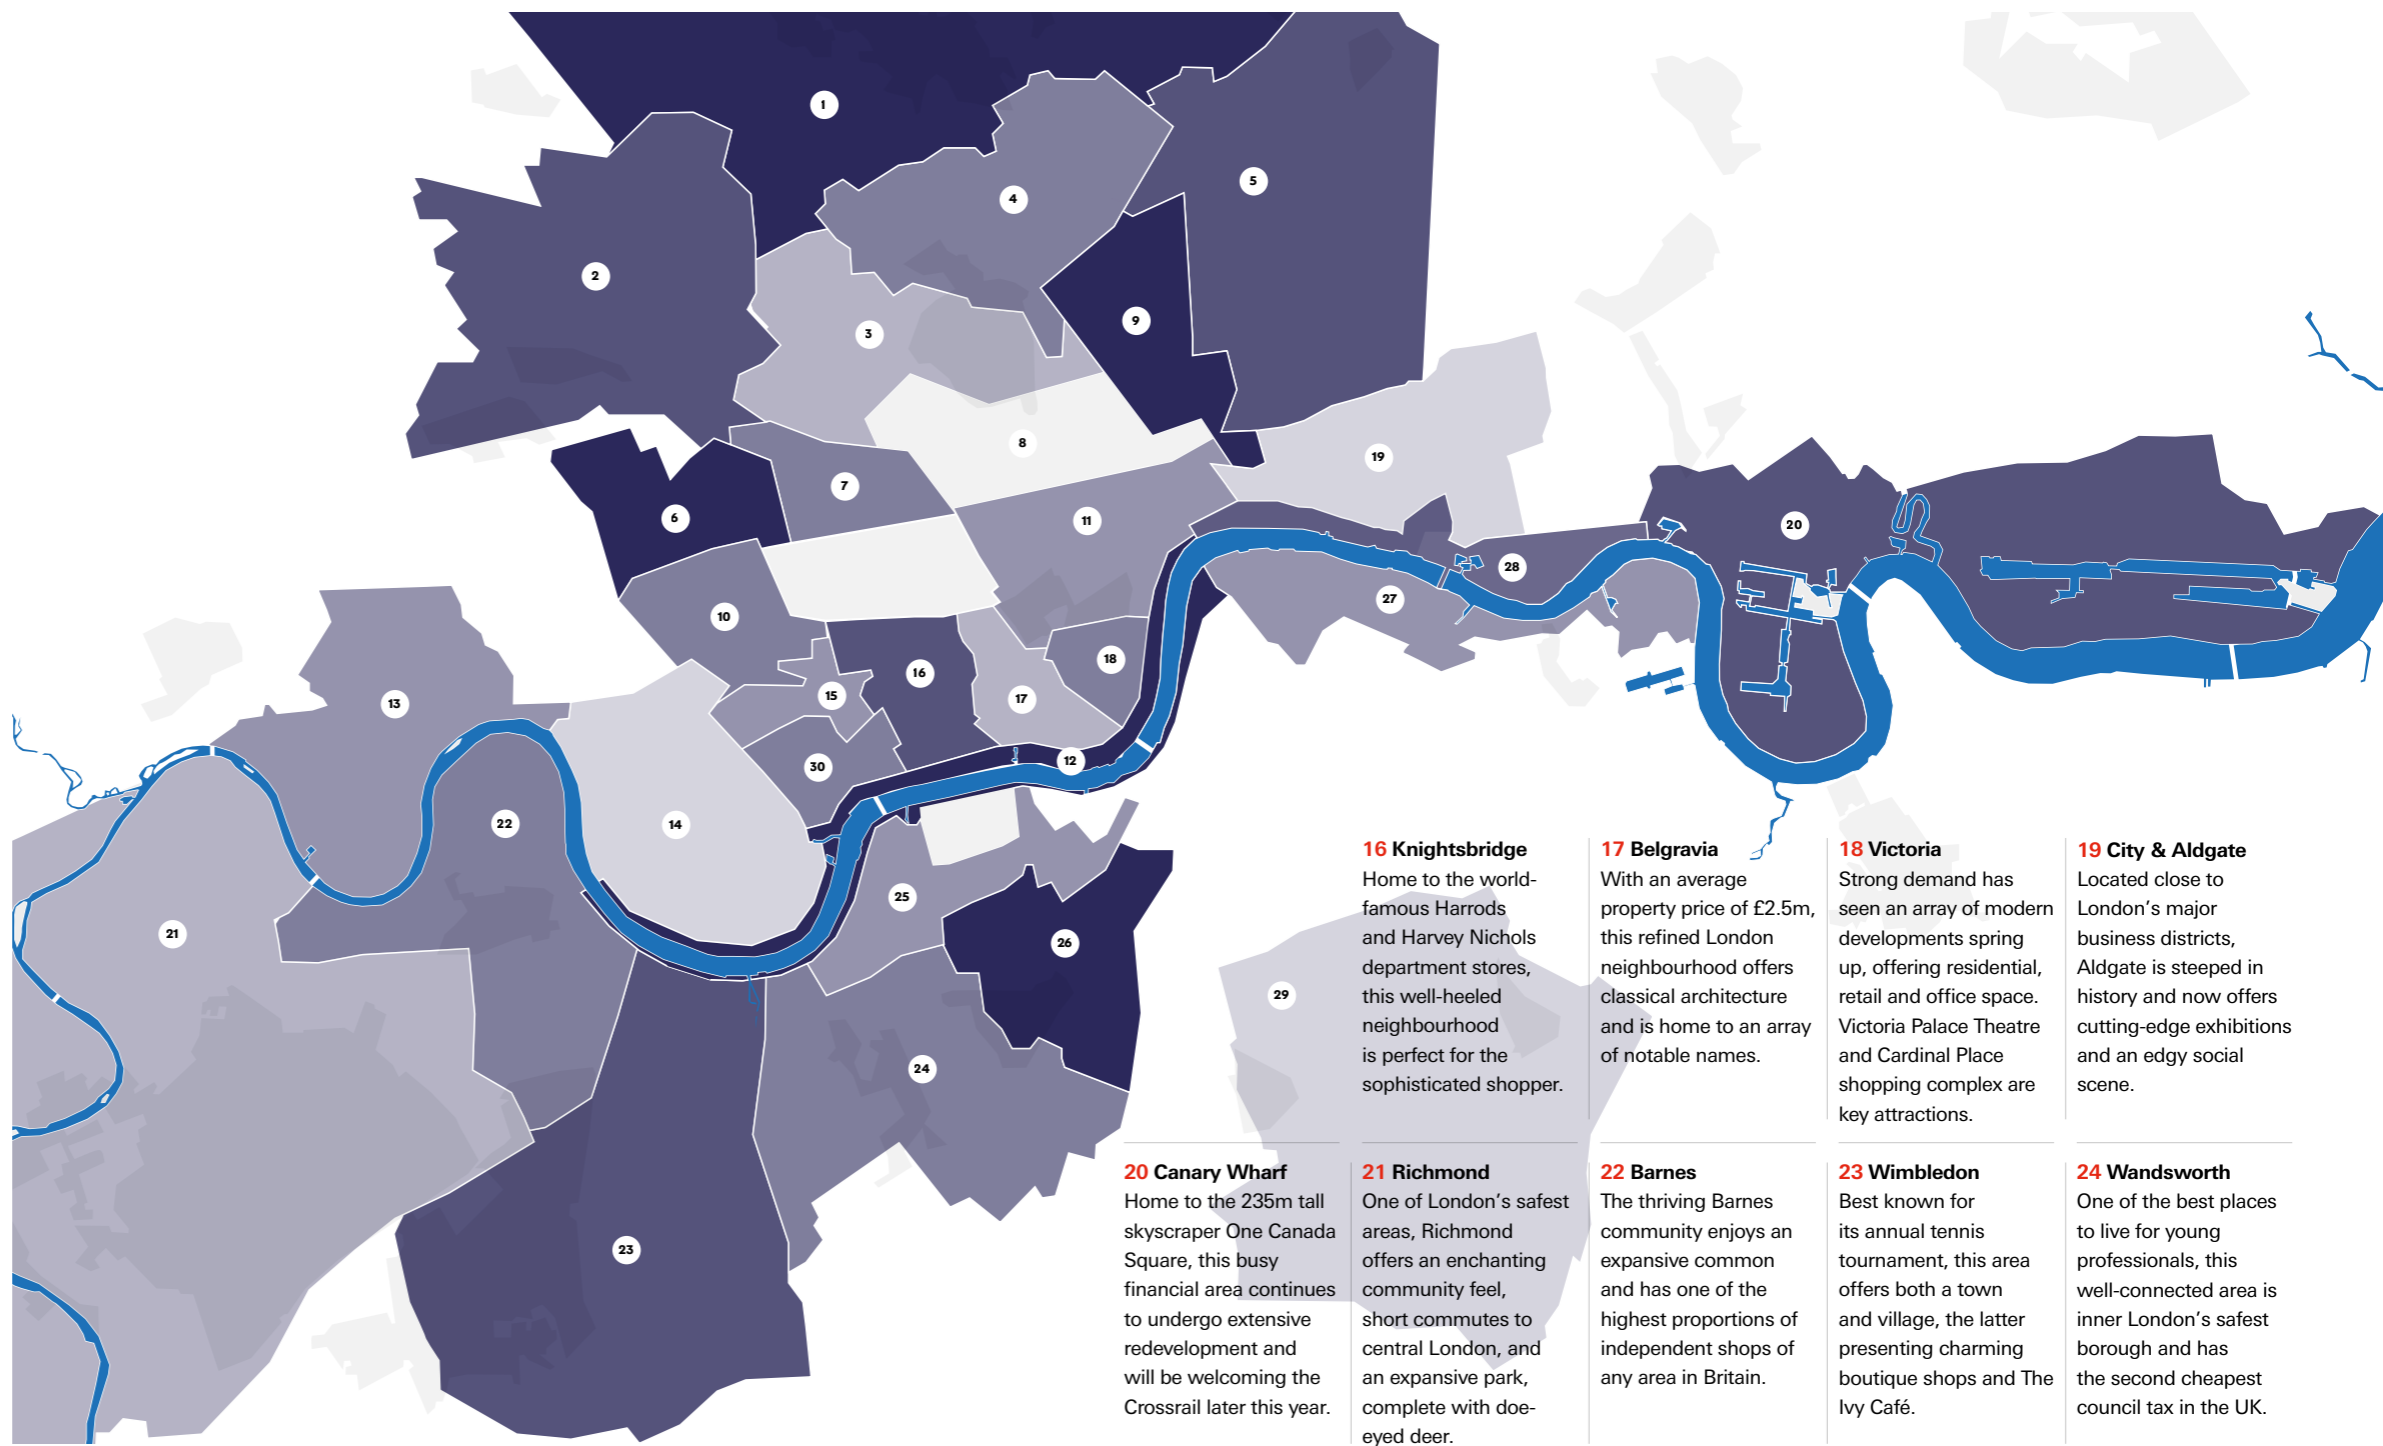 1
2
3
4
5
6
7
8
9
10
11
12
13
14
15
16
17
18
19
20
21
22
23
24
25
26
27
28
29
30
16 Knightsbridge
Home to the world-
famous Harrods
and Harvey Nichols
department stores,
this well-heeled
neighbourhood
is perfect for the
sophisticated shopper.
17 Belgravia
With an average
property price of £2.5m,
this refined London
neighbourhood offers
classical architecture
and is home to an array
of notable names.
18 Victoria
Strong demand has
seen an array of modern
developments spring
up, offering residential,
retail and office space.
Victoria Palace Theatre
and Cardinal Place
shopping complex are
key attractions.
19 City & Aldgate
Located close to
London’s major
business districts,
Aldgate is steeped in
history and now offers
cutting-edge exhibitions
and an edgy social
scene.
20 Canary Wharf
Home to the 235m tall
skyscraper One Canada
Square, this busy
financial area continues
to undergo extensive
redevelopment and
will be welcoming the
Crossrail later this year.
21 Richmond
One of London’s safest
areas, Richmond
offers an enchanting
community feel,
short commutes to
central London, and
an expansive park,
complete with doe-
eyed deer.
22 Barnes
The thriving Barnes
community enjoys an
expansive common
and has one of the
highest proportions of
independent shops of
any area in Britain.
23 Wimbledon
Best known for
its annual tennis
tournament, this area
offers both a town
and village, the latter
presenting charming
boutique shops and The
Ivy Café.
24 Wandsworth
One of the best places
to live for young
professionals, this
well-connected area is
inner London’s safest
borough and has
the second cheapest
council tax in the UK.